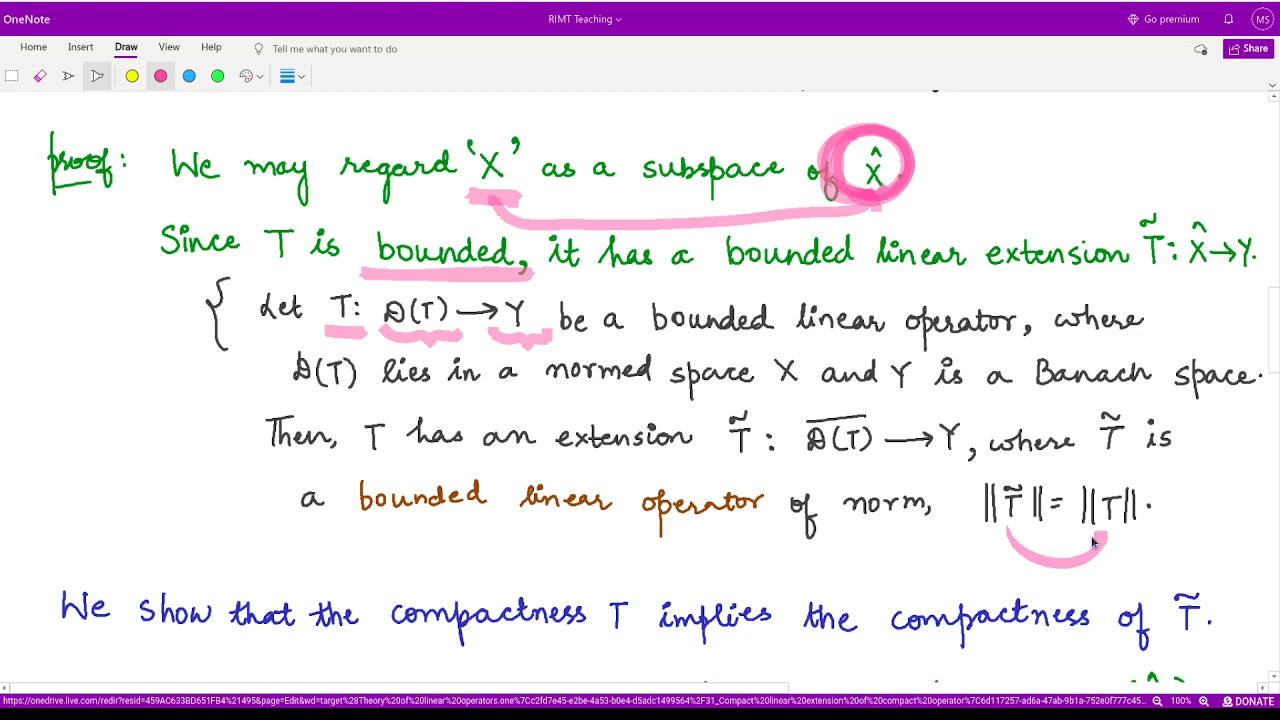 OneNote
RIMT Teaching
Go premium
MS
Home Insert Draw View Help Tell me what you want to do
Share
proof: We may regard 'X' as a subspace of X̂.
Since T is bounded, it has a bounded linear extension T̃: X̂→Y.
{ Let T: 𝒟(T) → Y be a bounded linear operator, where
𝒟(T) lies in a normed space X and Y is a Banach space.
Then, T has an extension T̃ : \overline{𝒟(T)} → Y, where T̃ is
a bounded linear operator of norm, ||T̃|| = ||T||.
We show that the compactness T implies the compactness of T̃.
100%
DONATE